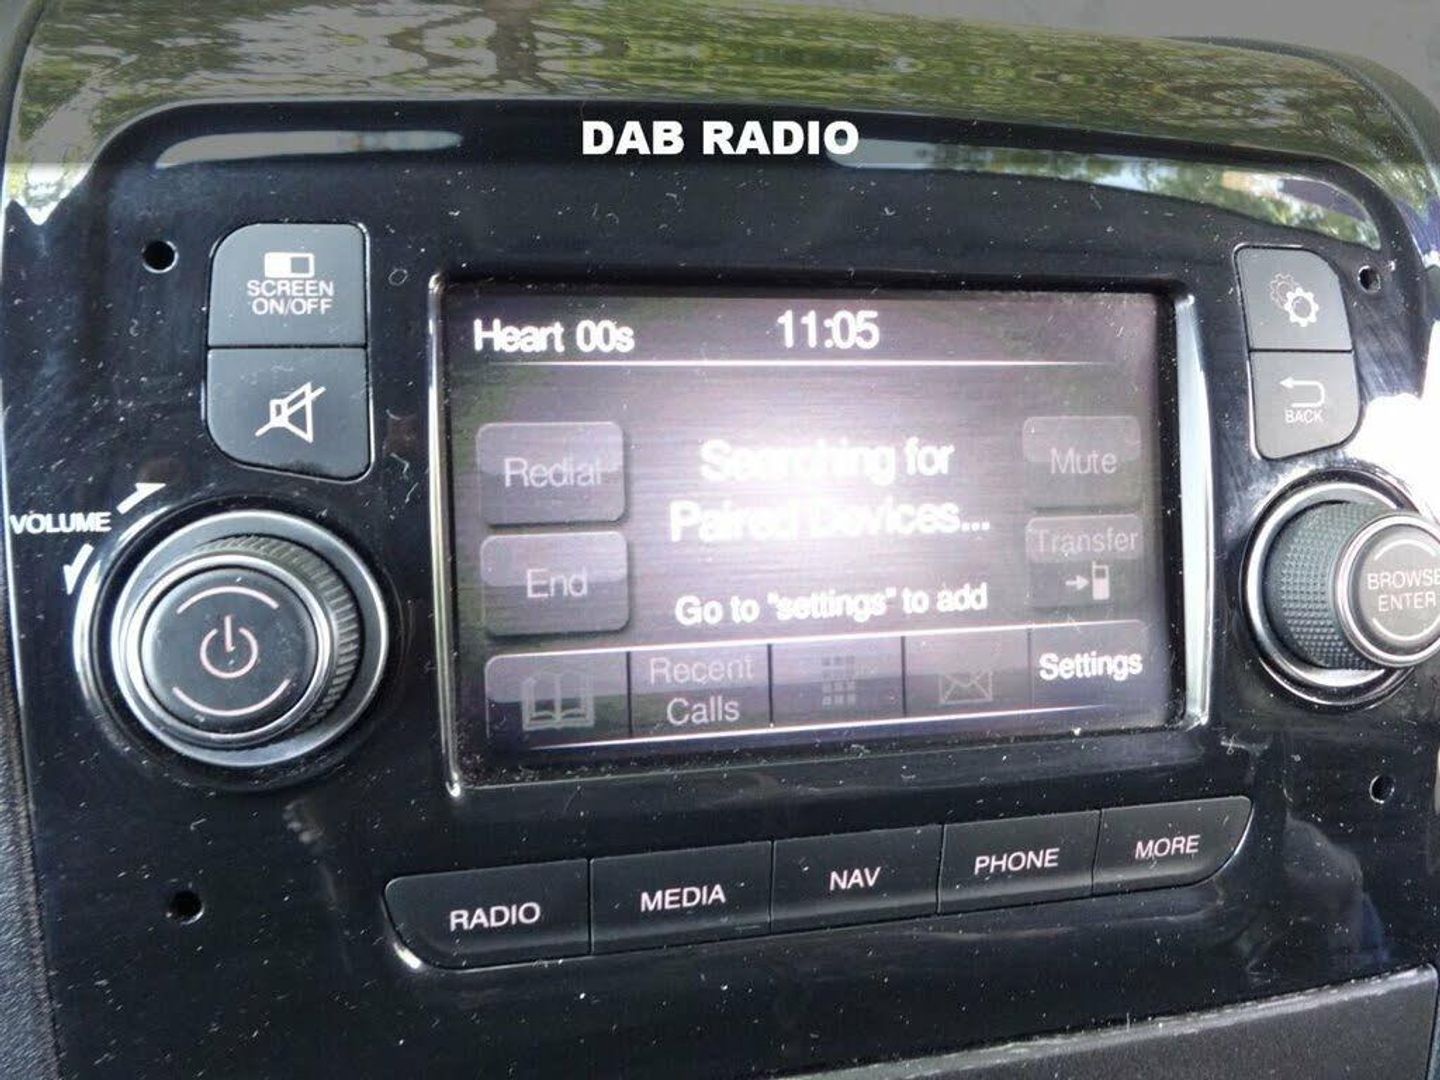 DAB RADIO
SCREEN
ON/OFF
Heart 00s
11:05
BACK
VOLUME
Redial
Searching for
Paired Devices...
Mute
End
Transfer
Go to "settings" to add
BROWSE
ENTER
Recent
Calls
Settings
RADIO
MEDIA
NAV
PHONE
MORE